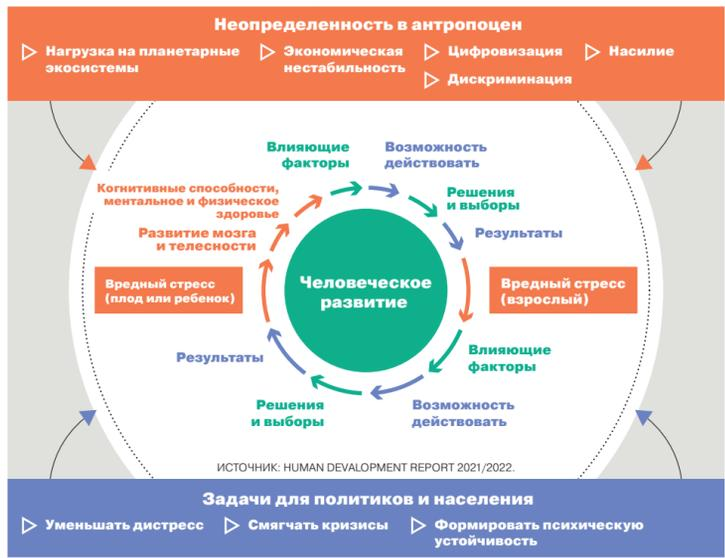 Неопределенность в антропоцен
Нагрузка на планетарные
экосистемы
Экономическая
нестабильность
Цифровизация
Дискриминация
Насилие
Влияющие
факторы
Возможность
действовать
Когнитивные способности,
ментальное и физическое
здоровье
Решения
и выборы
Развитие мозга
и телесности
Результаты
Вредный стресс
(плод или ребенок)
Человеческое
развитие
Вредный стресс
(взрослый)
Результаты
Влияющие
факторы
Решения
и выборы
Возможность
действовать
ИСТОЧНИК: HUMAN DEVALOPMENT REPORT 2021/2022.
Задачи для политиков и населения
Уменьшать дистресс
Смягчать кризисы
Формировать психическую
устойчивость